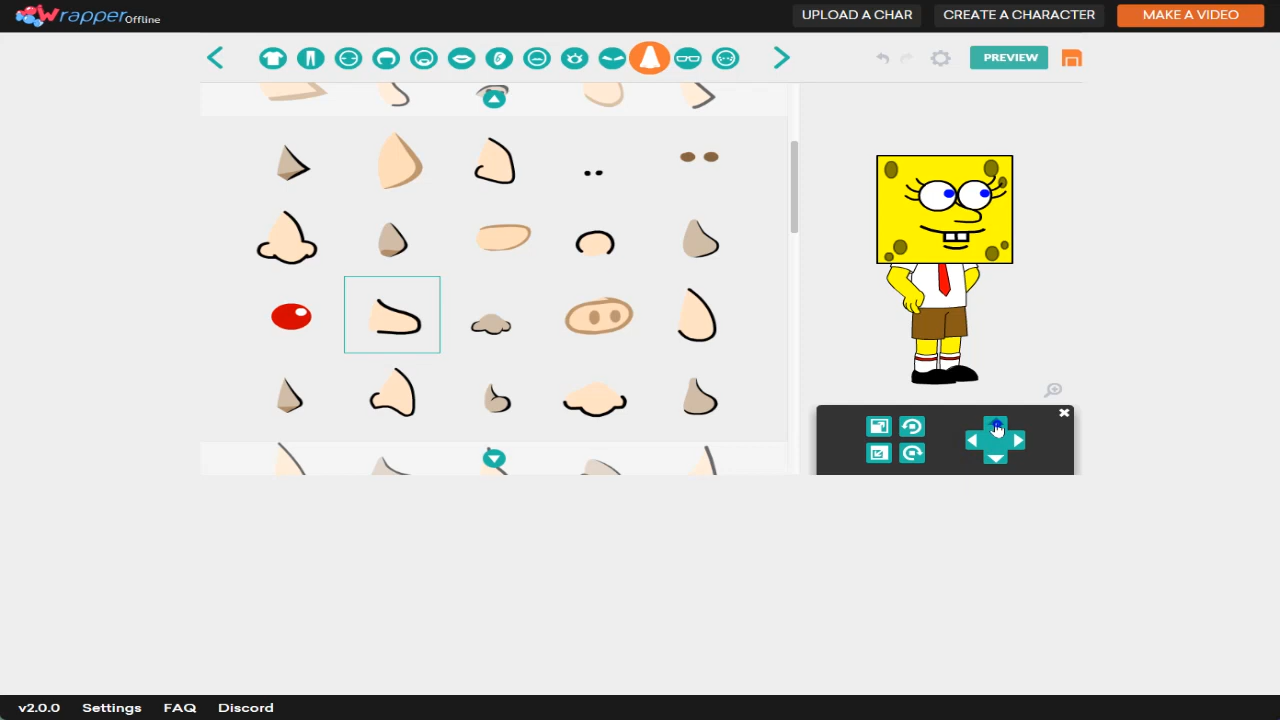 Wrapper Offline
UPLOAD A CHAR
CREATE A CHARACTER
MAKE A VIDEO
PREVIEW
v2.0.0
Settings
FAQ
Discord